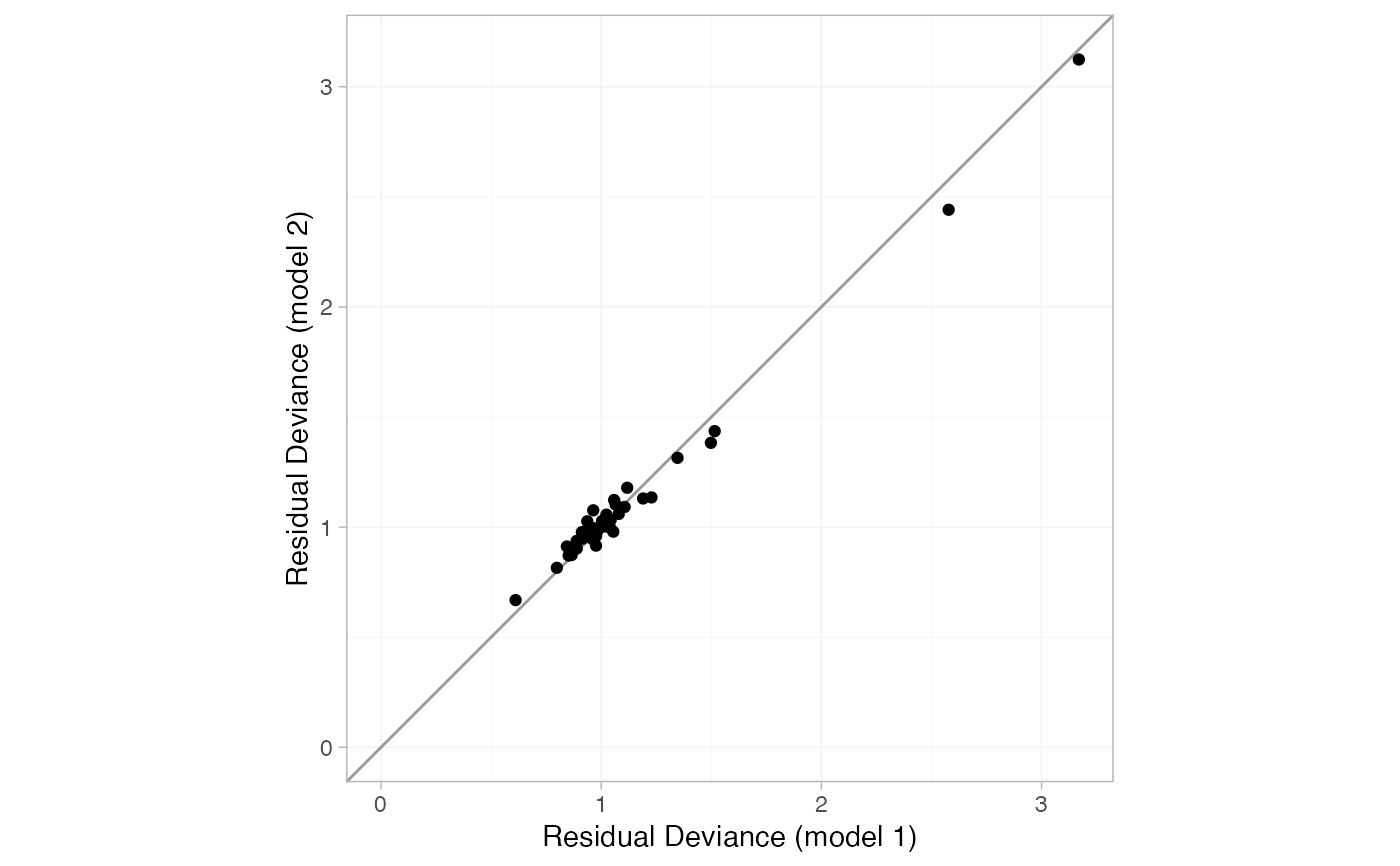 Residual Deviance (model 2)
3
2
1
0
0 1 2 3
Residual Deviance (model 1)